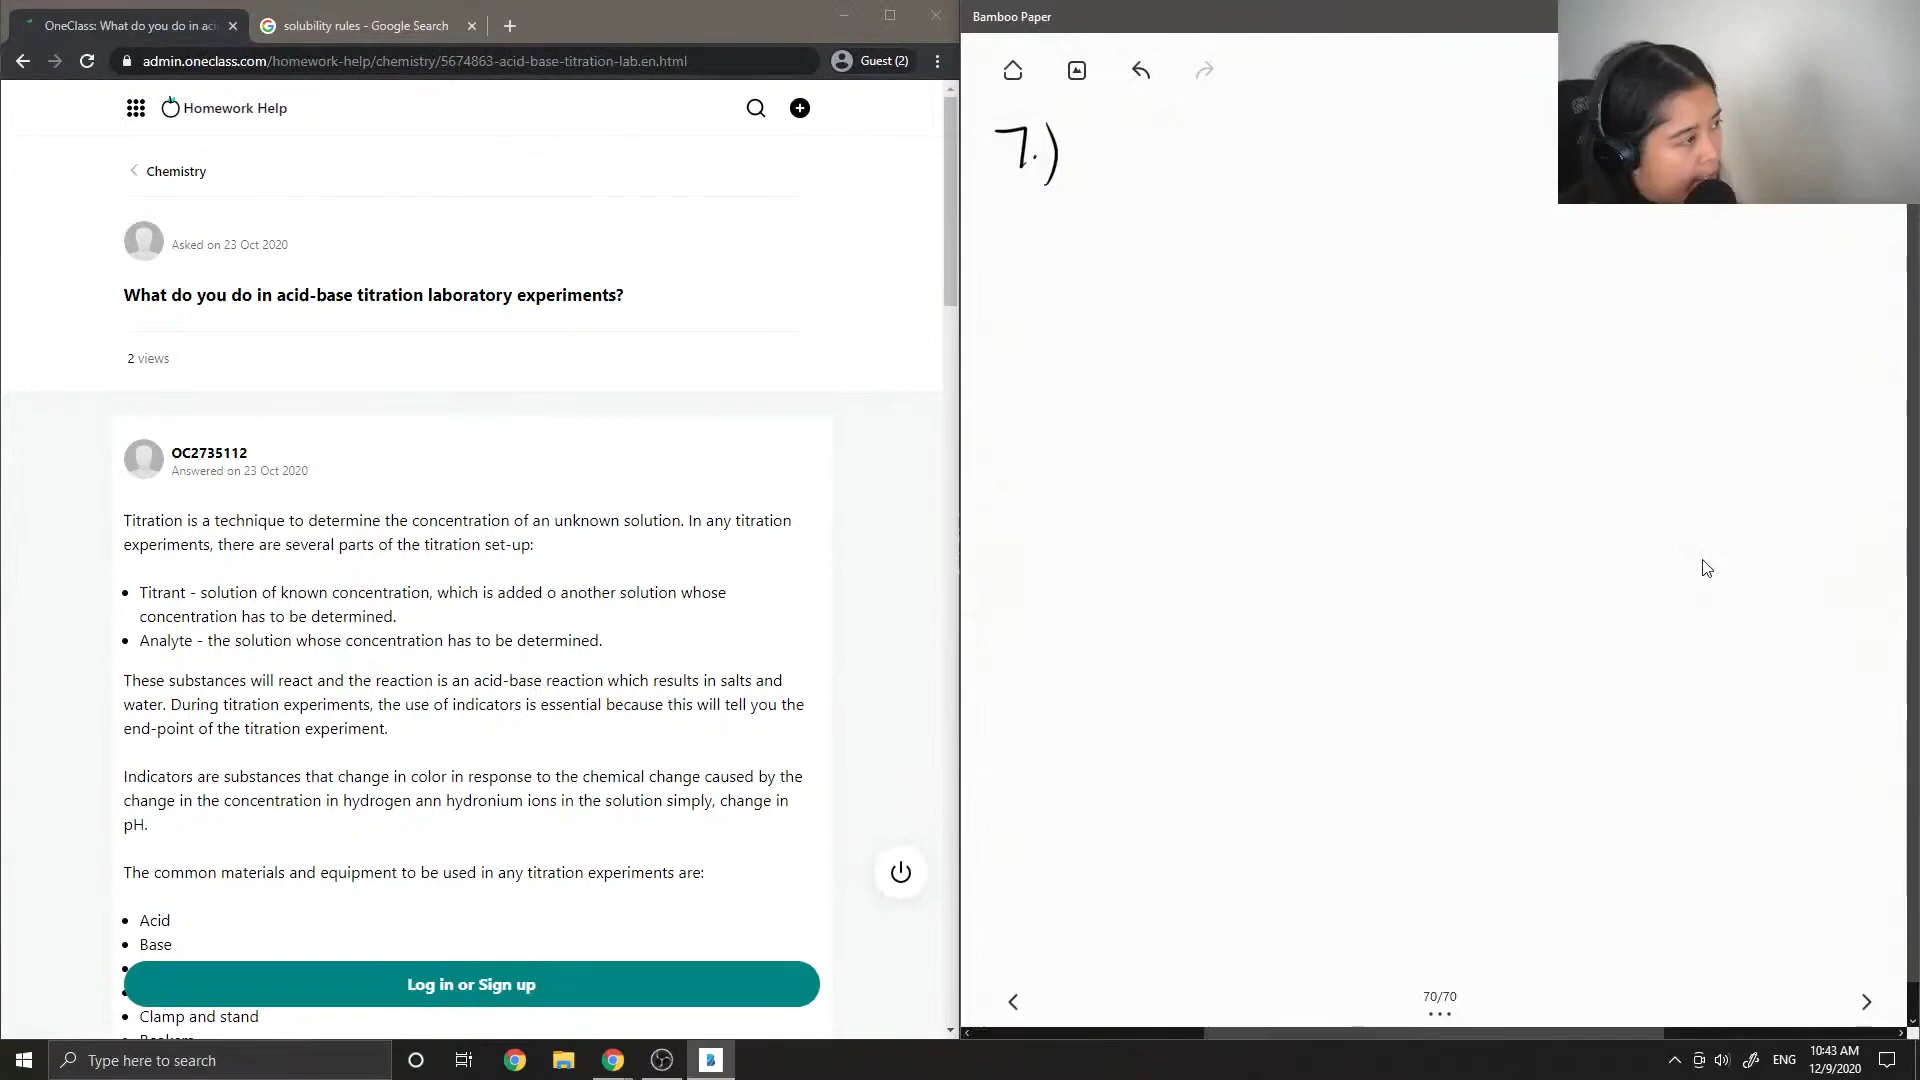 OneClass: What do you do in aci
solubility rules - Google Search
admin.oneclass.com/homework-help/chemistry/5674863-acid-base-titration-lab.en.html
Guest (2)
Homework Help
Chemistry
Asked on 23 Oct 2020
What do you do in acid-base titration laboratory experiments?
2 views
OC2735112
Answered on 23 Oct 2020
Titration is a technique to determine the concentration of an unknown solution. In any titration
experiments, there are several parts of the titration set-up:
• Titrant - solution of known concentration, which is added o another solution whose
concentration has to be determined.
• Analyte - the solution whose concentration has to be determined.
These substances will react and the reaction is an acid-base reaction which results in salts and
water. During titration experiments, the use of indicators is essential because this will tell you the
end-point of the titration experiment.
Indicators are substances that change in color in response to the chemical change caused by the
change in the concentration in hydrogen ann hydronium ions in the solution simply, change in
pH.
The common materials and equipment to be used in any titration experiments are:
• Acid
• Base
Log in or Sign up
Clamp and stand
Bamboo Paper
7.)
70/70
Type here to search
ENG
10:43 AM
12/9/2020